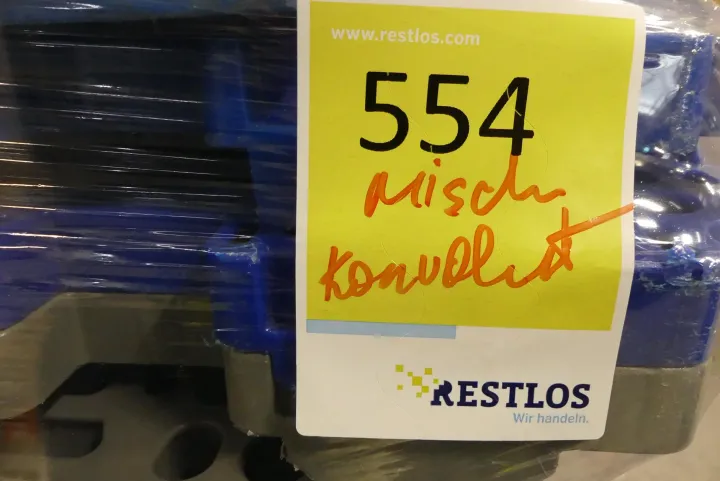 www.restlos.com
554
Misch
Konvolut
RESTLOS
Wir handeln.